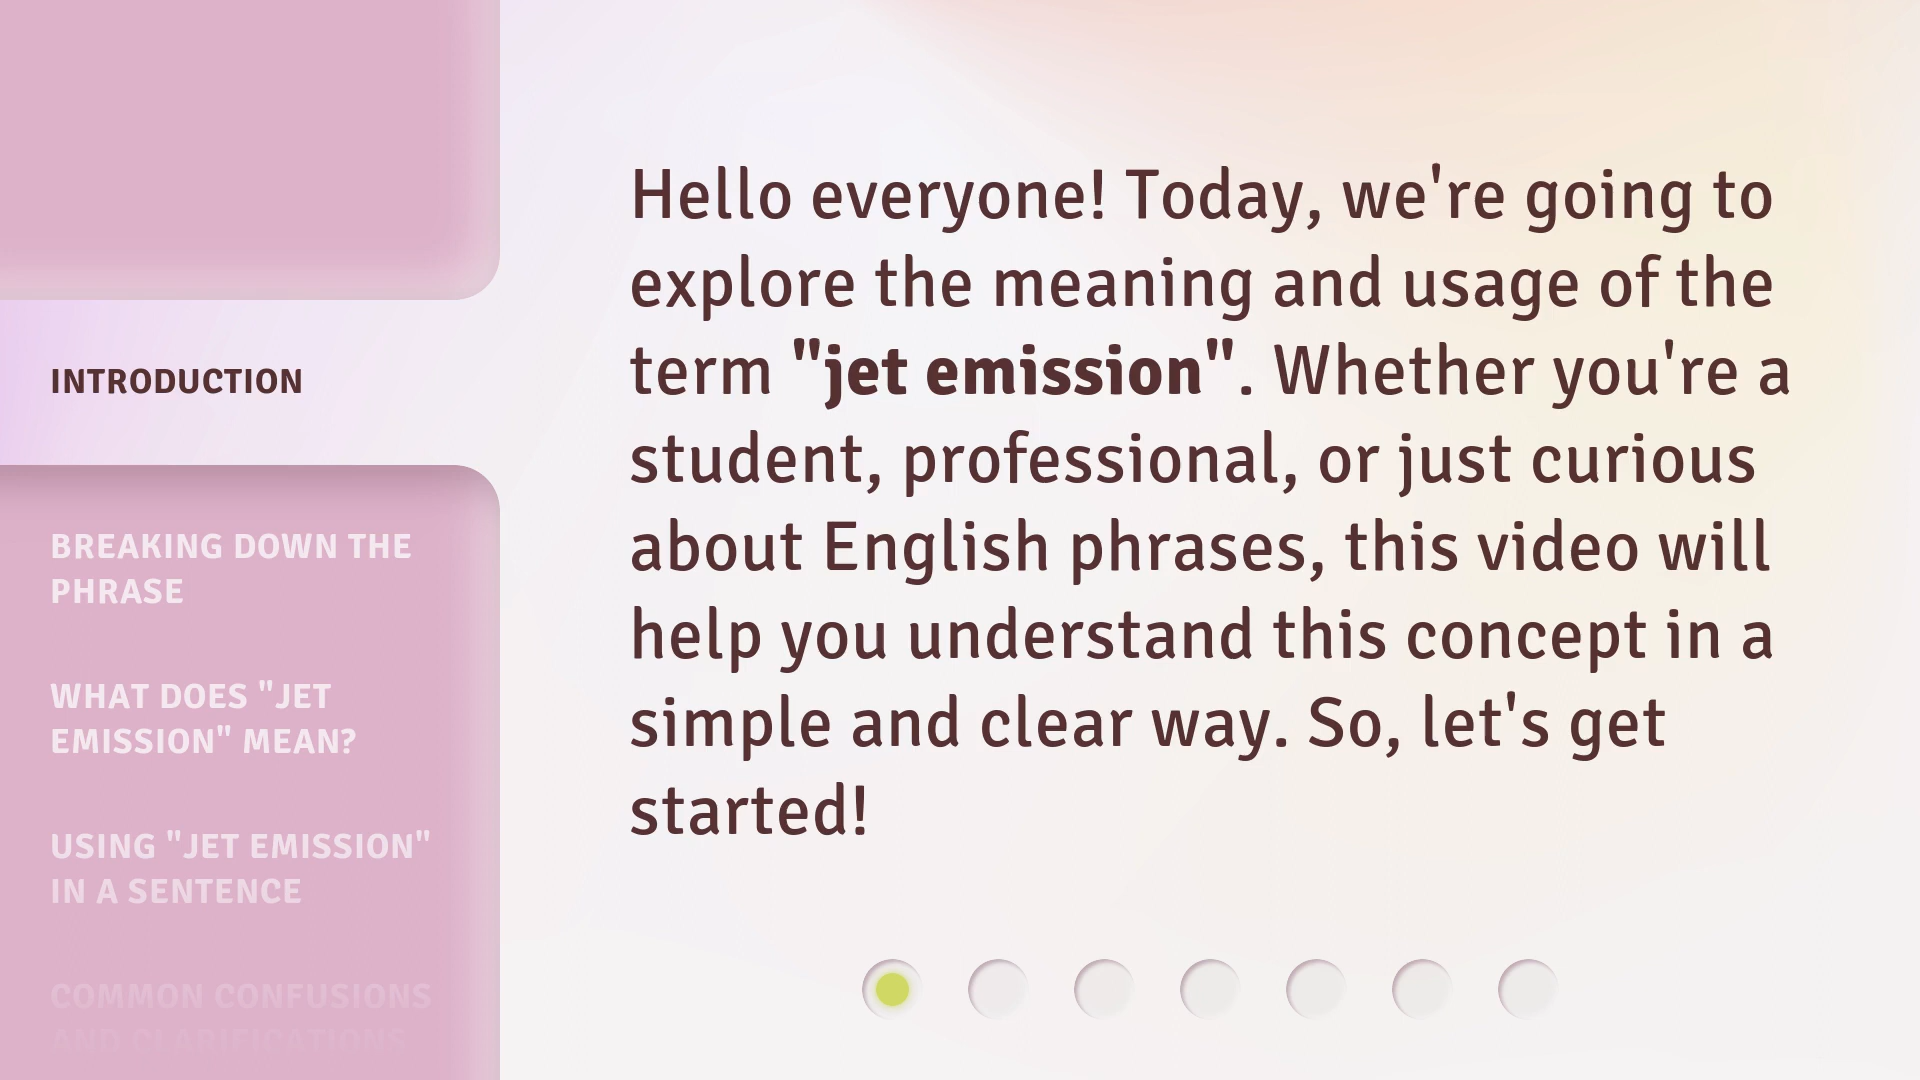 INTRODUCTION
BREAKING DOWN THE
PHRASE
WHAT DOES "JET
EMISSION" MEAN?
USING "JET EMISSION"
IN A SENTENCE
COMMON CONFUSIONS
AND CLARIFICATIONS
Hello everyone! Today, we're going to
explore the meaning and usage of the
term "jet emission". Whether you're a
student, professional, or just curious
about English phrases, this video will
help you understand this concept in a
simple and clear way. So, let's get
started!